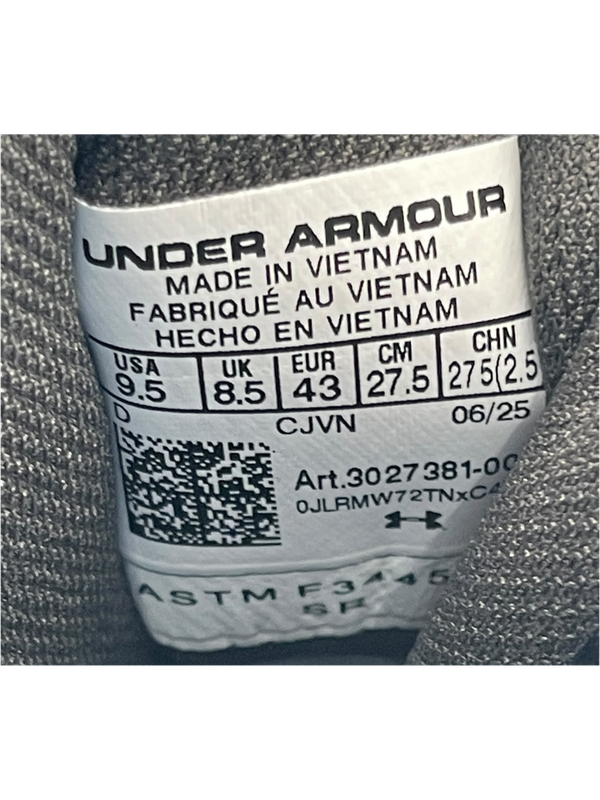 UNDER ARMOUR
MADE IN VIETNAM
FABRIQUÉ AU VIETNAM
HECHO EN VIETNAM
USA UK EUR CM CHN
9.5 8.5 43 27.5 275(2.5
D CJVN 06/25
Art.3027381-00
0JLRMW72TNxC4
ASTM F3445
SR